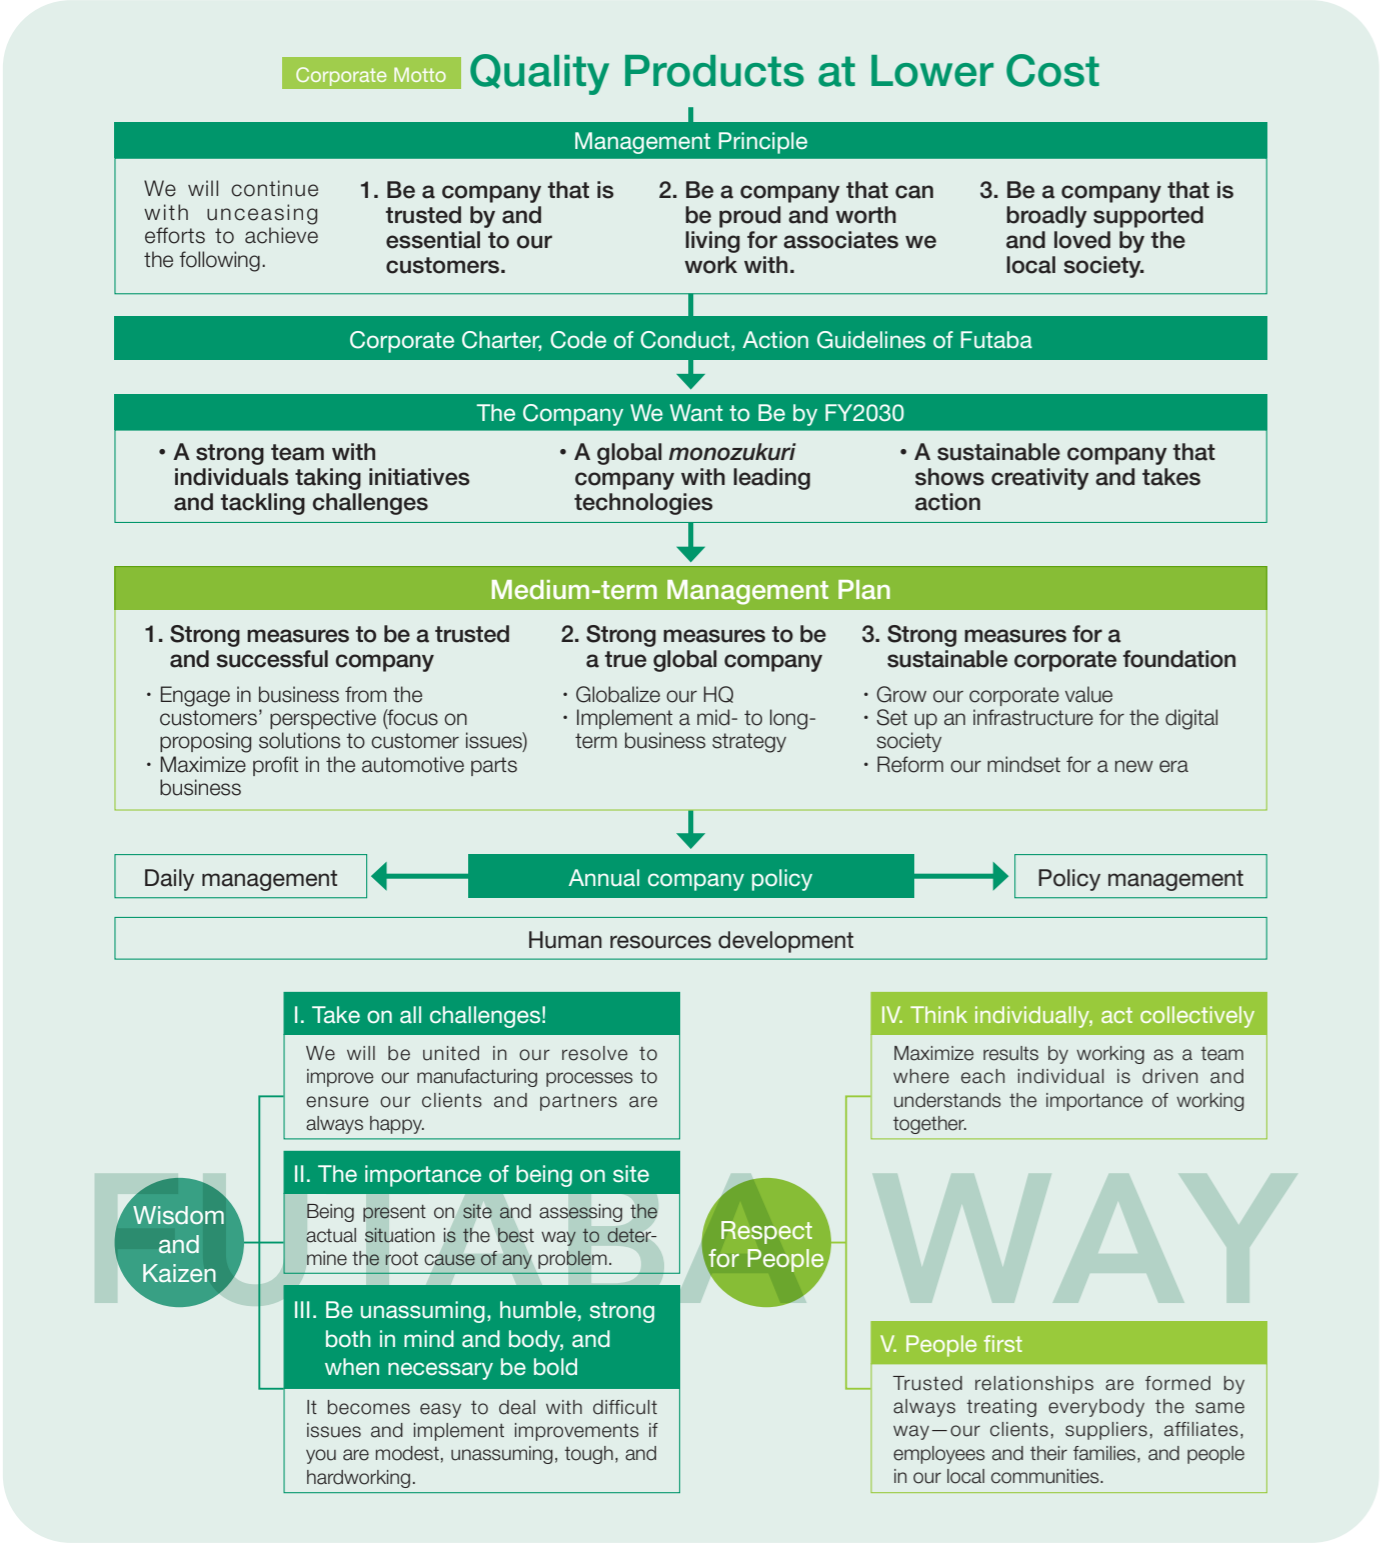 Corporate Motto Quality Products at Lower Cost
Management Principle
We will continue
with unceasing
efforts to achieve
the following.
1. Be a company that is
trusted by and
essential to our
customers.
2. Be a company that can
be proud and worth
living for associates we
work with.
3. Be a company that is
broadly supported
and loved by the
local society.
Corporate Charter, Code of Conduct, Action Guidelines of Futaba
The Company We Want to Be by FY2030
・A strong team with
individuals taking initiatives
and tackling challenges
・A global monozukuri
company with leading
technologies
・A sustainable company that
shows creativity and takes
action
Medium-term Management Plan
1. Strong measures to be a trusted
and successful company
・Engage in business from the
customers’ perspective (focus on
proposing solutions to customer issues)
・Maximize profit in the automotive parts
business
2. Strong measures to be
a true global company
・Globalize our HQ
・Implement a mid- to long-
term business strategy
3. Strong measures for a
sustainable corporate foundation
・Grow our corporate value
・Set up an infrastructure for the digital
society
・Reform our mindset for a new era
Daily management
Annual company policy
Policy management
Human resources development
FUTABA WAY
Wisdom
and
Kaizen
I. Take on all challenges!
We will be united in our resolve to
improve our manufacturing processes to
ensure our clients and partners are
always happy.
II. The importance of being on site
Being present on site and assessing the
actual situation is the best way to deter-
mine the root cause of any problem.
III. Be unassuming, humble, strong
both in mind and body, and
when necessary be bold
It becomes easy to deal with difficult
issues and implement improvements if
you are modest, unassuming, tough, and
hardworking.
Respect
for People
IV. Think individually, act collectively
Maximize results by working as a team
where each individual is driven and
understands the importance of working
together.
V. People first
Trusted relationships are formed by
always treating everybody the same
way—our clients, suppliers, affiliates,
employees and their families, and people
in our local communities.